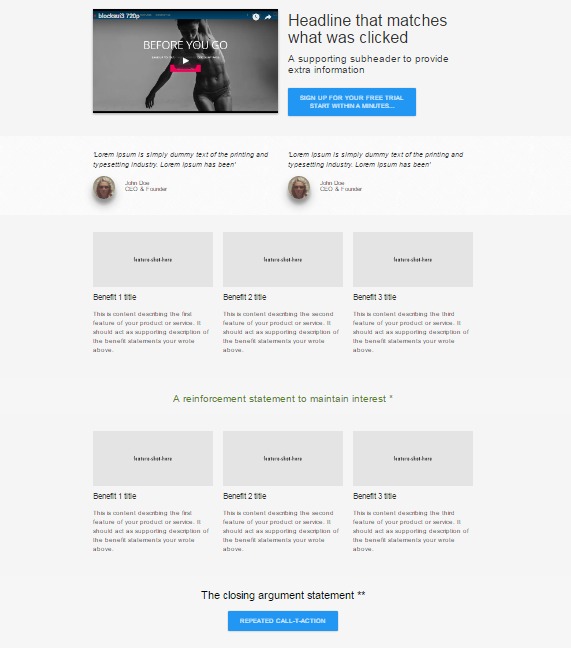 blocksui3 720p
BEFORE YOU GO
Headline that matches
what was clicked
A supporting subheader to provide
extra information
SIGN UP FOR YOUR FREE TRIAL
START WITHIN A MINUTES...
'Lorem Ipsum is simply dummy text of the printing and
typesetting industry. Lorem Ipsum has been'
John Doe
CEO & Founder
'Lorem Ipsum is simply dummy text of the printing and
typesetting industry. Lorem Ipsum has been'
John Doe
CEO & Founder
feature-shot-here
feature-shot-here
feature-shot-here
Benefit 1 title
This is content describing the first
feature of your product or service. It
should act as supporting description of
the benefit statements your wrote
above.
Benefit 2 title
This is content describing the second
feature of your product or service. It
should act as supporting description of
the benefit statements your wrote
above.
Benefit 3 title
This is content describing the third
feature of your product or service. It
should act as supporting description of
the benefit statements your wrote
above.
A reinforcement statement to maintain interest *
feature-shot-here
feature-shot-here
feature-shot-here
Benefit 1 title
This is content describing the first
feature of your product or service. It
should act as supporting description of
the benefit statements your wrote
above.
Benefit 2 title
This is content describing the second
feature of your product or service. It
should act as supporting description of
the benefit statements your wrote
above.
Benefit 3 title
This is content describing the third
feature of your product or service. It
should act as supporting description of
the benefit statements your wrote
above.
The closing argument statement **
REPEATED CALL-T-ACTION